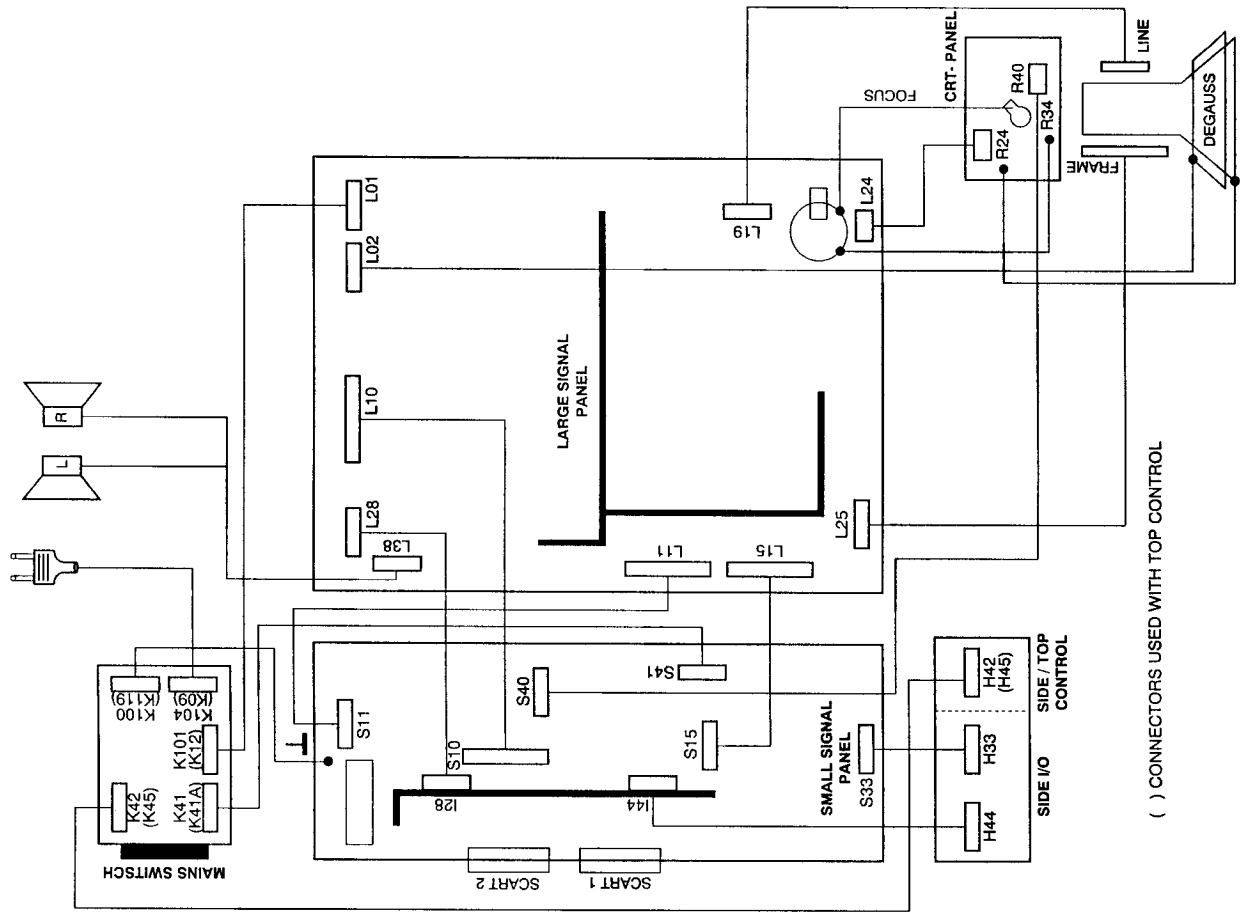 MAINS SWITSCH
K42
(K45)
K41
(K41A)
K101
(K12)
K104
(K09)
K100
(K119)
L
R
SCART 2
SCART 1
S11
S10
I28
I44
S40
S41
S15
S33
SMALL SIGNAL
PANEL
L01
L02
L10
L28
L38
L11
L15
L25
L19
L24
LARGE SIGNAL
PANEL
CRT- PANEL
R24
R40
R34
FOCUS
LINE
FRAME
DEGAUSS
H44
H33
H42
(H45)
SIDE I/O
SIDE / TOP
CONTROL
( ) CONNECTORS USED WITH TOP CONTROL